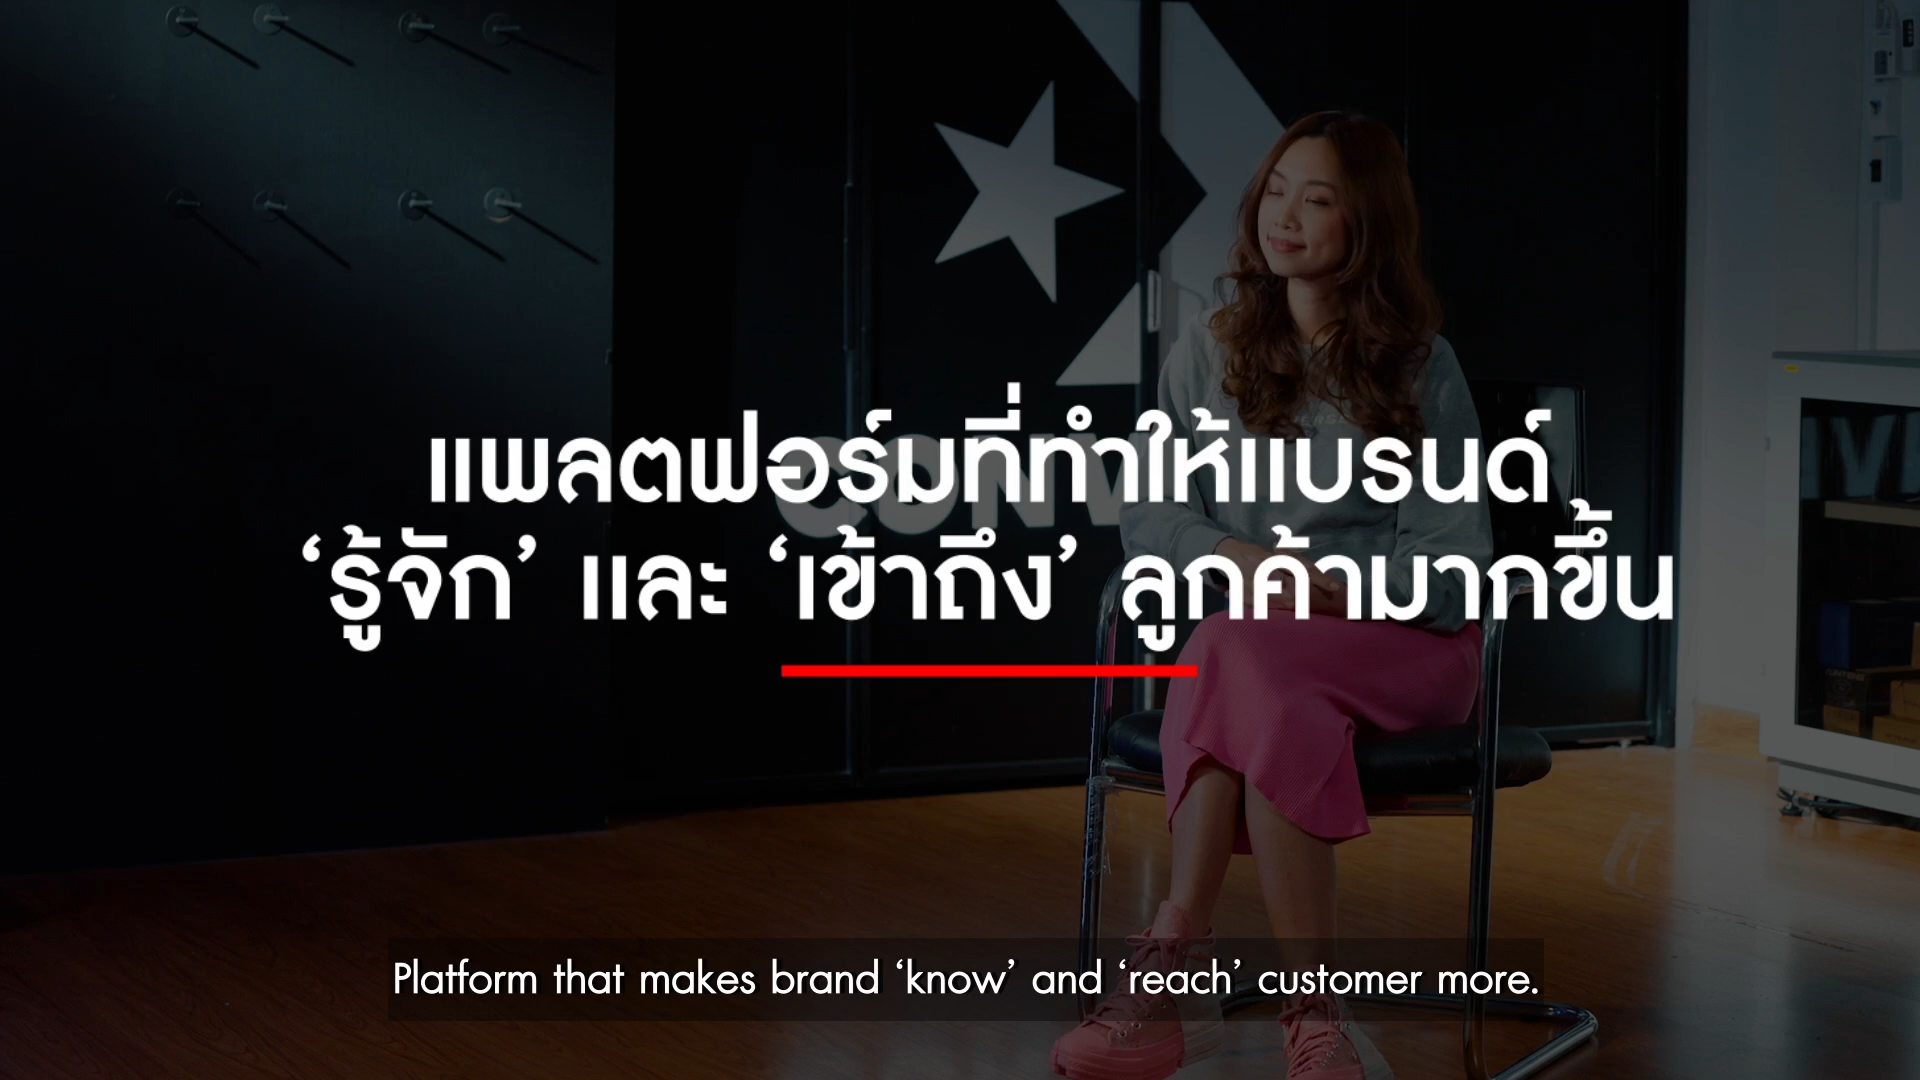 แพลตฟอร์มที่ทำให้แบรนด์
‘รู้จัก’ และ ‘เข้าถึง’ ลูกค้ามากขึ้น
Platform that makes brand ‘know’ and ‘reach’ customer more.